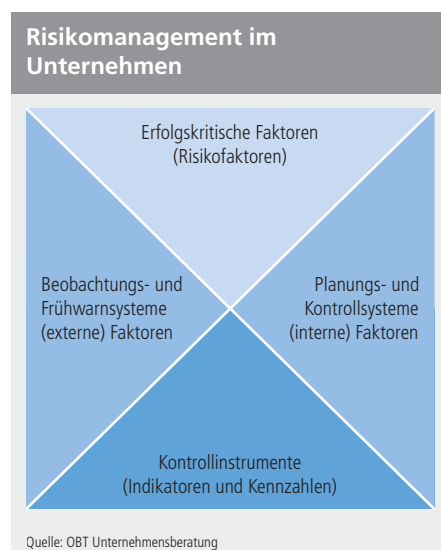 Risikomanagement im
Unternehmen
Erfolgskritische Faktoren
(Risikofaktoren)
Beobachtungs- und
Frühwarnsysteme
(externe) Faktoren
Planungs- und
Kontrollsysteme
(interne) Faktoren
Kontrollinstrumente
(Indikatoren und Kennzahlen)
Quelle: OBT Unternehmensberatung